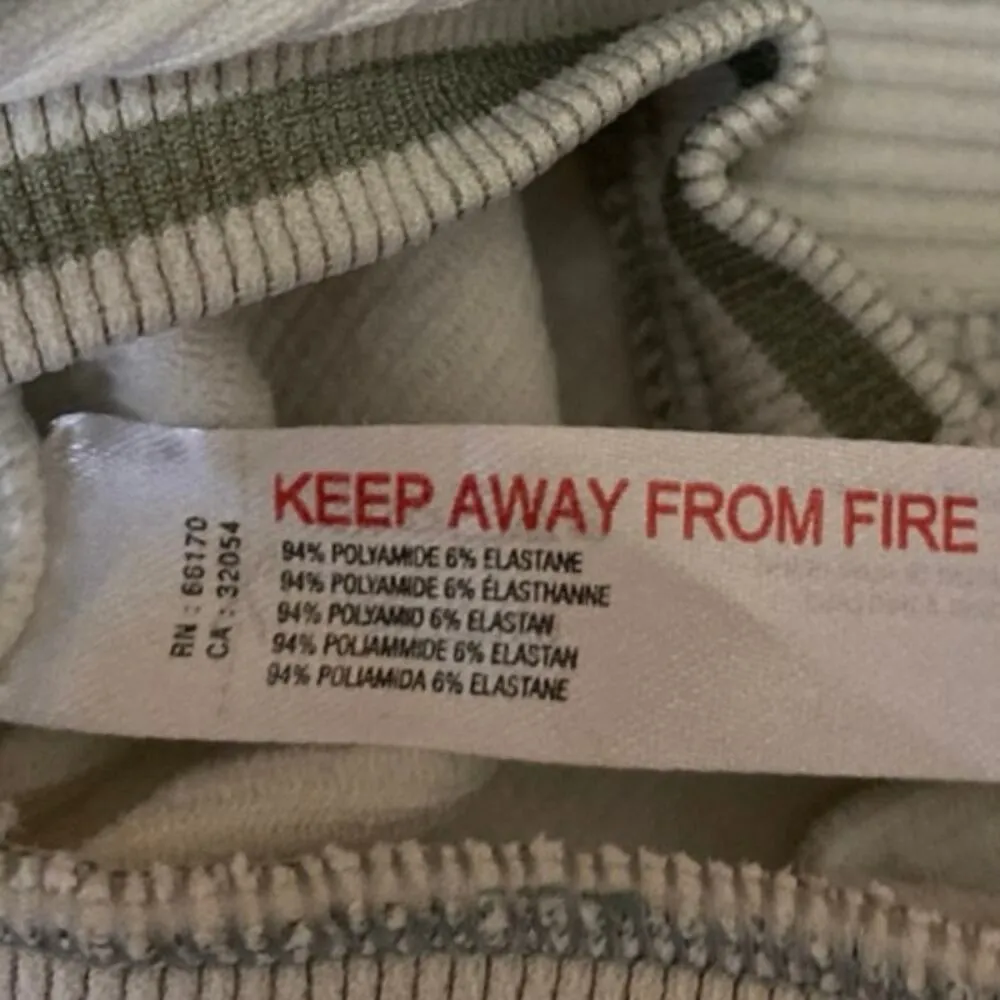 KEEP AWAY FROM FIRE
94% POLYAMIDE 6% ELASTANE
94% POLYAMIDE 6% ÉLASTHANNE
94% POLYAMID 6% ELASTAN
94% POLIAMMIDE 6% ELASTAN
94% POLIAMIDA 6% ELASTANE
RN : 66170
CA : 32054